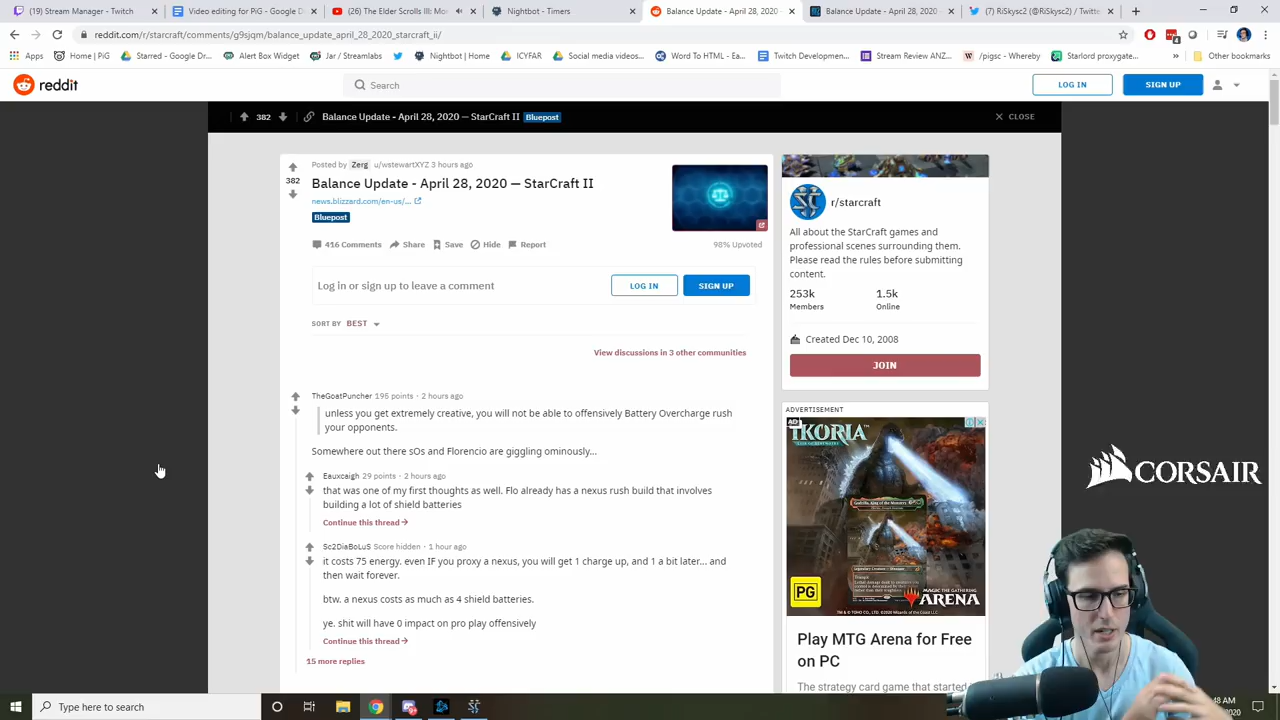 (19) Stream Manager - Twitch
Video editing for PiG - Google D
(26) The Elder Scrolls III: Mo
Nightbot - Timers
Balance Update - April 28, 2020
Balance Update - April 28, 2020
(7) RiSkysc2 (@RiSkysc2) / Twitt
reddit.com/r/starcraft/comments/g9sjqm/balance_update_april_28_2020_starcraft_ii/
Apps
Home | PiG
Starred - Google Dr...
Alert Box Widget
Jar / Streamlabs
Nightbot | Home
ICYFAR
Social media videos...
Word To HTML - Ea...
Twitch Development...
Stream Review ANZ...
/pigsc - Whereby
Starlord proxygate...
»
Other bookmarks
reddit
Search
LOG IN
SIGN UP
382
Balance Update - April 28, 2020 — StarCraft II
Bluepost
CLOSE
Posted by Zerg u/wstewartXYZ 3 hours ago
382
Balance Update - April 28, 2020 — StarCraft II
news.blizzard.com/en-us/...
Bluepost
416 Comments
Share
Save
Hide
Report
98% Upvoted
Log in or sign up to leave a comment
LOG IN
SIGN UP
SORT BY BEST
View discussions in 3 other communities
TheGoatPuncher 195 points · 2 hours ago
unless you get extremely creative, you will not be able to offensively Battery Overcharge rush
your opponents.
Somewhere out there sOs and Florencio are giggling ominously...
Eauxcaigh 29 points · 2 hours ago
that was one of my first thoughts as well. Flo already has a nexus rush build that involves
building a lot of shield batteries
Continue this thread
Sc2DiaBoLuS Score hidden · 1 hour ago
it costs 75 energy. even IF you proxy a nexus, you will get 1 charge up, and 1 a bit later... and
then wait forever.
btw. a nexus costs as much as 4 shield batteries.
ye. shit will have 0 impact on pro play offensively
Continue this thread
15 more replies
r/starcraft
All about the StarCraft games and
professional scenes surrounding them.
Please read the rules before submitting
content.
253k
1.5k
Members
Online
Created Dec 10, 2008
JOIN
ADVERTISEMENT
AD
IKORIA
PG
MAGIC THE GATHERING
ARENA
Play MTG Arena for Free
on PC
The strategy card game that started
CORSAIR
Type here to search